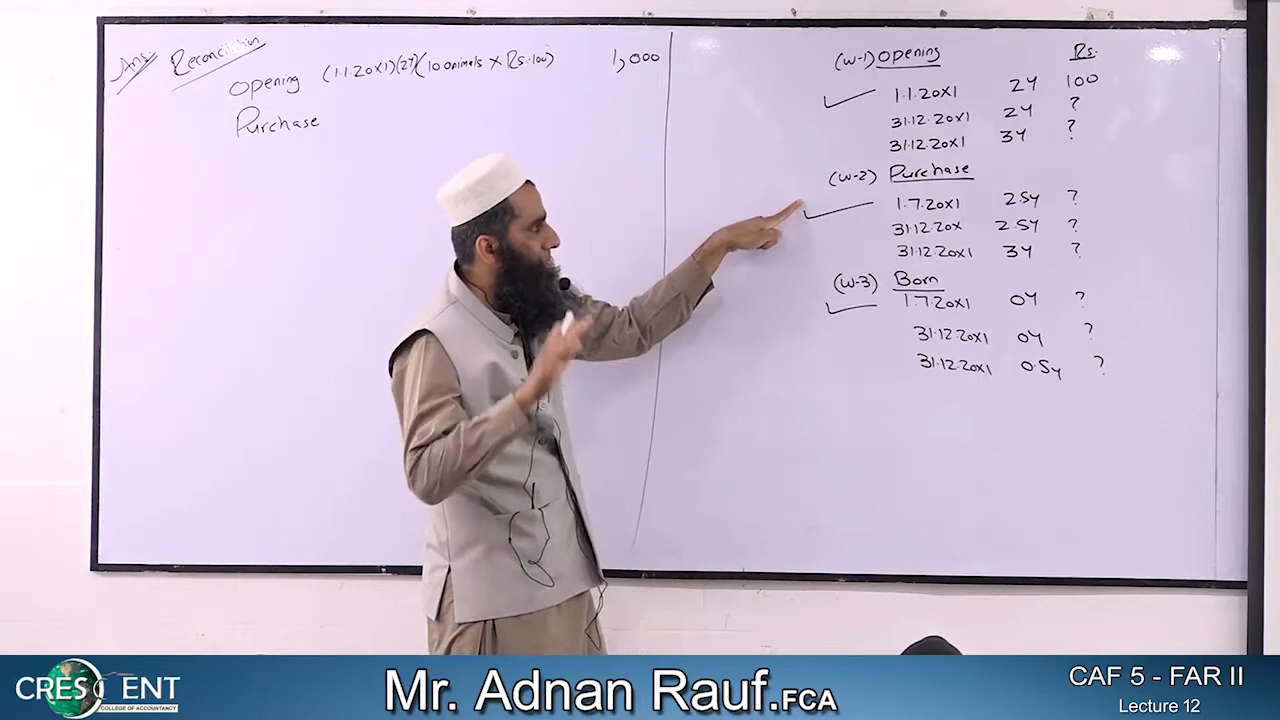 Ans. Reconciliation
Opening (1.1.20X1)(2Y)(10 animals × Rs.100) 1,000
Purchase
(W-1) Opening Rs.
1.1.20X1 2Y 100
31.12.20X1 2Y ?
31.12.20X1 3Y ?
(W-2) Purchase
1.7.20X1 2.5Y ?
31.12.20X 2.5Y ?
31.12.20X1 3Y ?
(W-3) Born
1.7.20X1 0Y ?
31.12.20X1 0Y ?
31.12.20X1 0.5Y ?
CRESCENT
COLLEGE OF ACCOUNTANCY
Mr. Adnan Rauf.FCA
CAF 5 - FAR II
Lecture 12